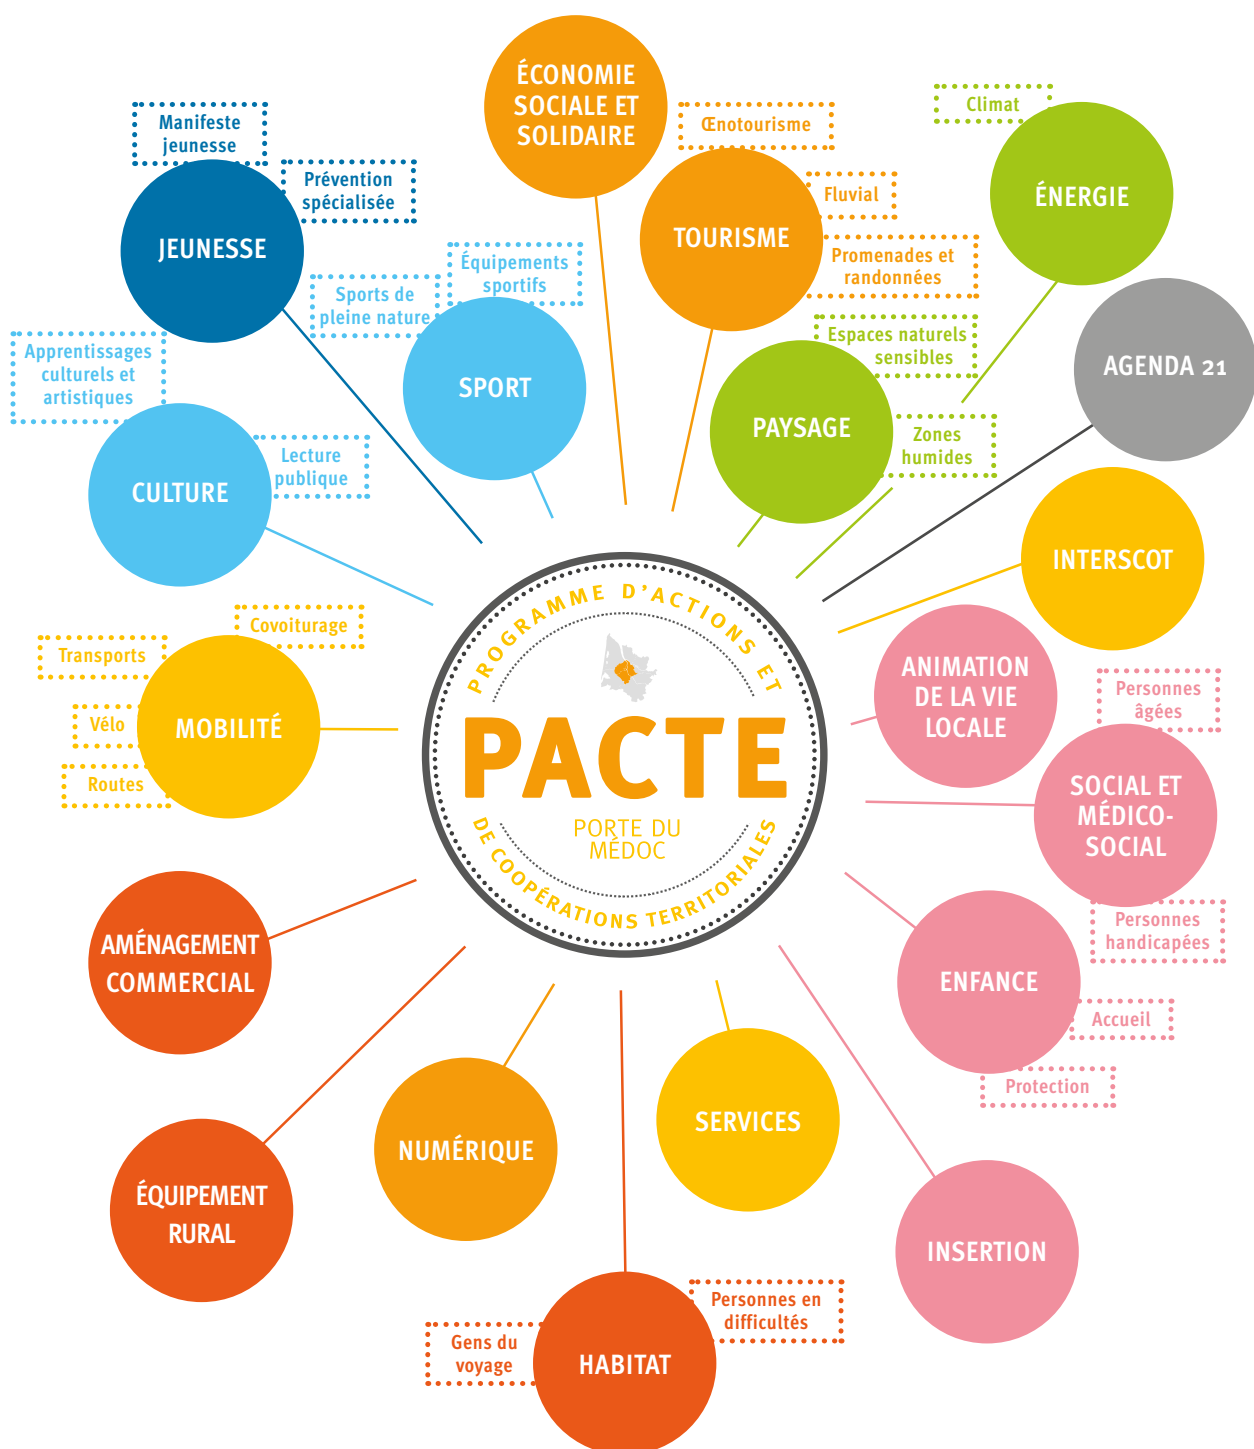 ÉCONOMIE
SOCIALE ET
SOLIDAIRE
Manifeste
jeunesse
Prévention
spécialisée
JEUNESSE
Œnotourisme
Fluvial
Promenades et
randonnées
TOURISME
Climat
ÉNERGIE
Équipements
sportifs
Sports de
pleine nature
SPORT
Apprentissages
culturels et
artistiques
Lecture
publique
CULTURE
Espaces naturels
sensibles
Zones
humides
PAYSAGE
AGENDA 21
INTERSCOT
Covoiturage
Transports
Vélo
Routes
MOBILITÉ
PROGRAMME D'ACTIONS ET
PACTE
PORTE DU
MÉDOC
DE COOPÉRATIONS TERRITORIALES
ANIMATION
DE LA VIE
LOCALE
Personnes
âgées
SOCIAL ET
MÉDICO-
SOCIAL
Personnes
handicapées
ENFANCE
Accueil
Protection
AMÉNAGEMENT
COMMERCIAL
ÉQUIPEMENT
RURAL
NUMÉRIQUE
SERVICES
INSERTION
Personnes en
difficultés
Gens du
voyage
HABITAT